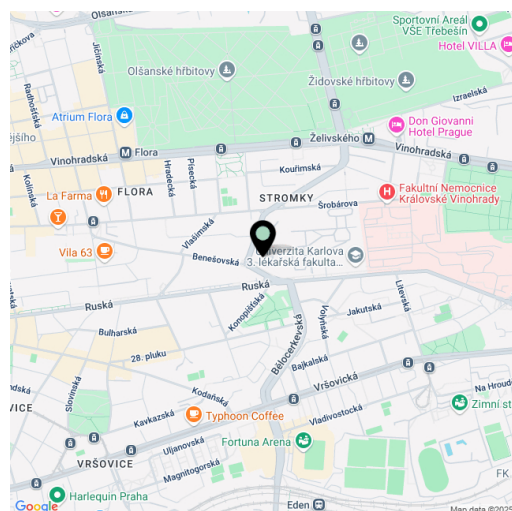 Olšanská
Sportovní Areál
VŠE Třebešín
Hotel VILLA
Jičínská
Olšanské hřbitovy
Židovské hřbitovy
Radhošťská
Izraelská
Atrium Flora
Don Giovanni
Hotel Prague
Želivského M
Vinohradská
M Flora
Vinohradská
Kouřimská
Kolínská
Hradecká
Písecká
FLORA
La Farma
STROMKY
Šrobárova
Fakultní Nemocnice
Královské Vinohrady
H
Vlašimská
Vila 63
Univerzita Karlova
3. lékařská fakulta...
Benešovská
Ruská
Ruská
Konopišťská
Litevská
Jakutská
Volyňská
Bělocerkevská
Bulharská
28. pluku
Bajkalská
Vršovická
Slovinská
Kodaňská
Na Hroudě
Zimní st
Kavkazská
Typhoon Coffee
Vladivostocká
Fortuna Arena
Uljanovská
VRŠOVICE
Magnitogorská
FK
Harlequin Praha
Google
Eden
Map data ©2025